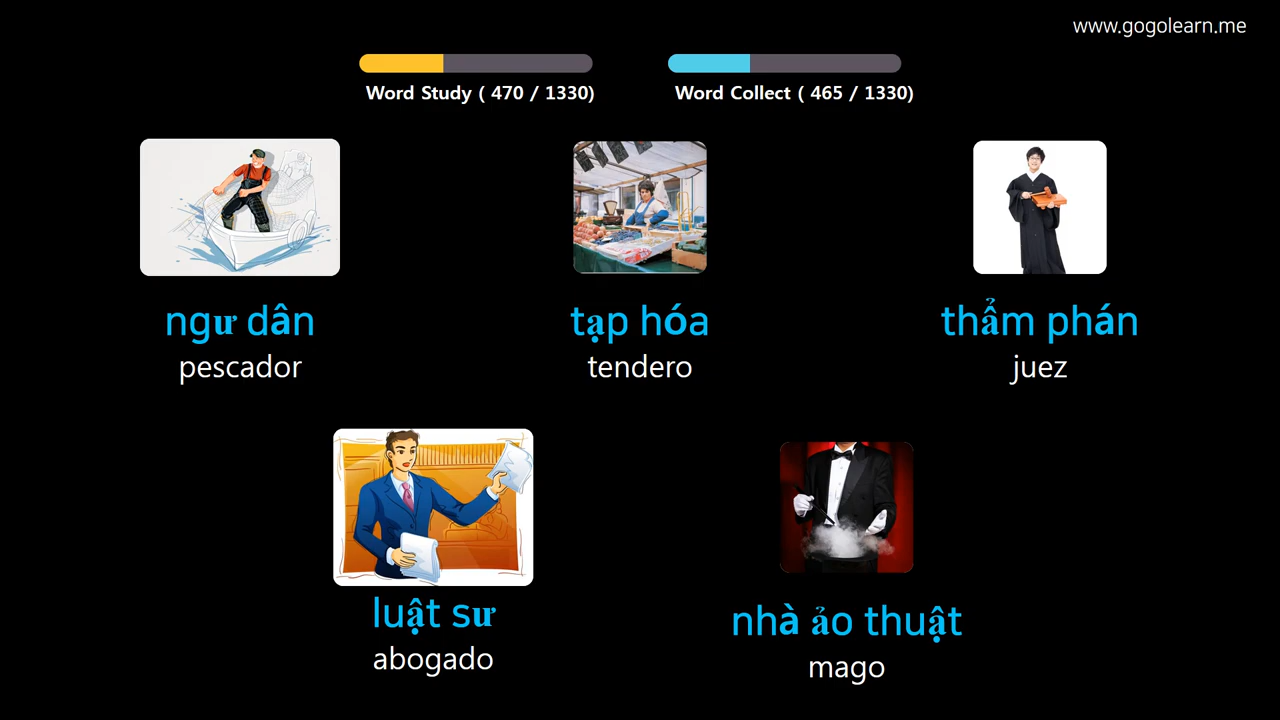 www.gogolearn.me
Word Study ( 470 / 1330)
Word Collect ( 465 / 1330)
ngư dân
pescador
tạp hóa
tendero
thẩm phán
juez
luật sư
abogado
nhà ảo thuật
mago